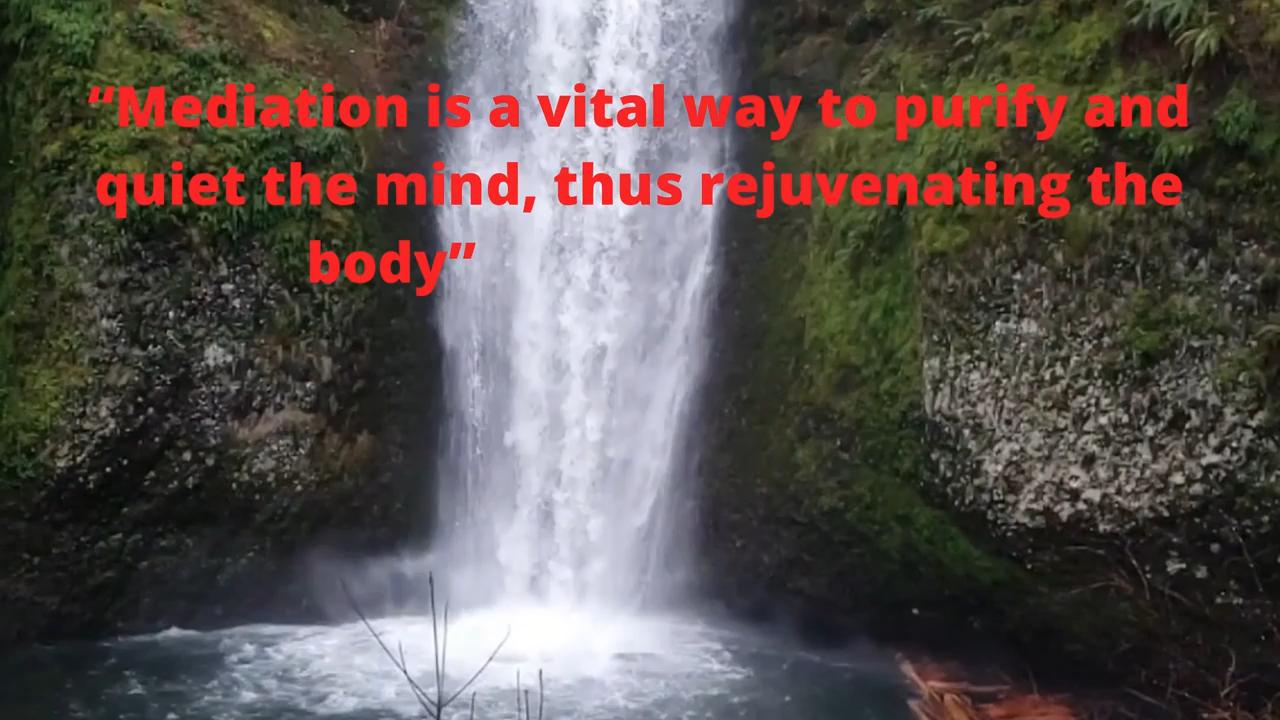 “Mediation is a vital way to purify and
quiet the mind, thus rejuvenating the
body”